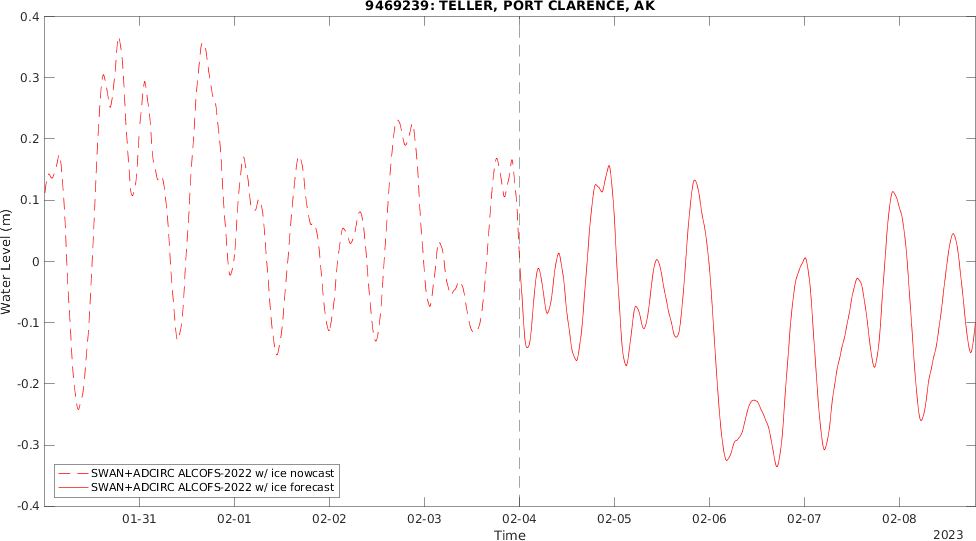 9469239: TELLER, PORT CLARENCE, AK
Water Level (m)
0.4
0.3
0.2
0.1
0
-0.1
-0.2
-0.3
-0.4
SWAN+ADCIRC ALCOFS-2022 w/ ice nowcast
SWAN+ADCIRC ALCOFS-2022 w/ ice forecast
01-31 02-01 02-02 02-03 02-04 02-05 02-06 02-07 02-08
Time
2023